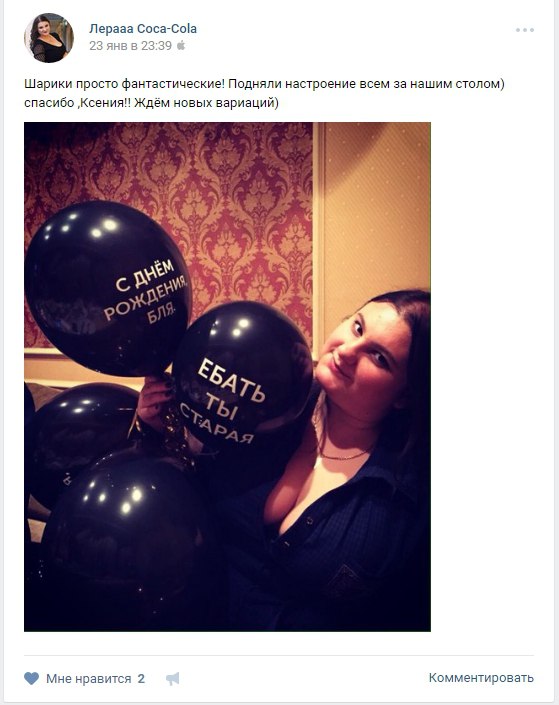 Лерааа Coca-Cola
23 янв в 23:39
Шарики просто фантастические! Подняли настроение всем за нашим столом)
спасибо ,Ксения!! Ждём новых вариаций)
С ДНЁМ
РОЖДЕНИЯ,
БЛЯ.
ЕБАТЬ
ТЫ
СТАРАЯ
Мне нравится 2
Комментировать